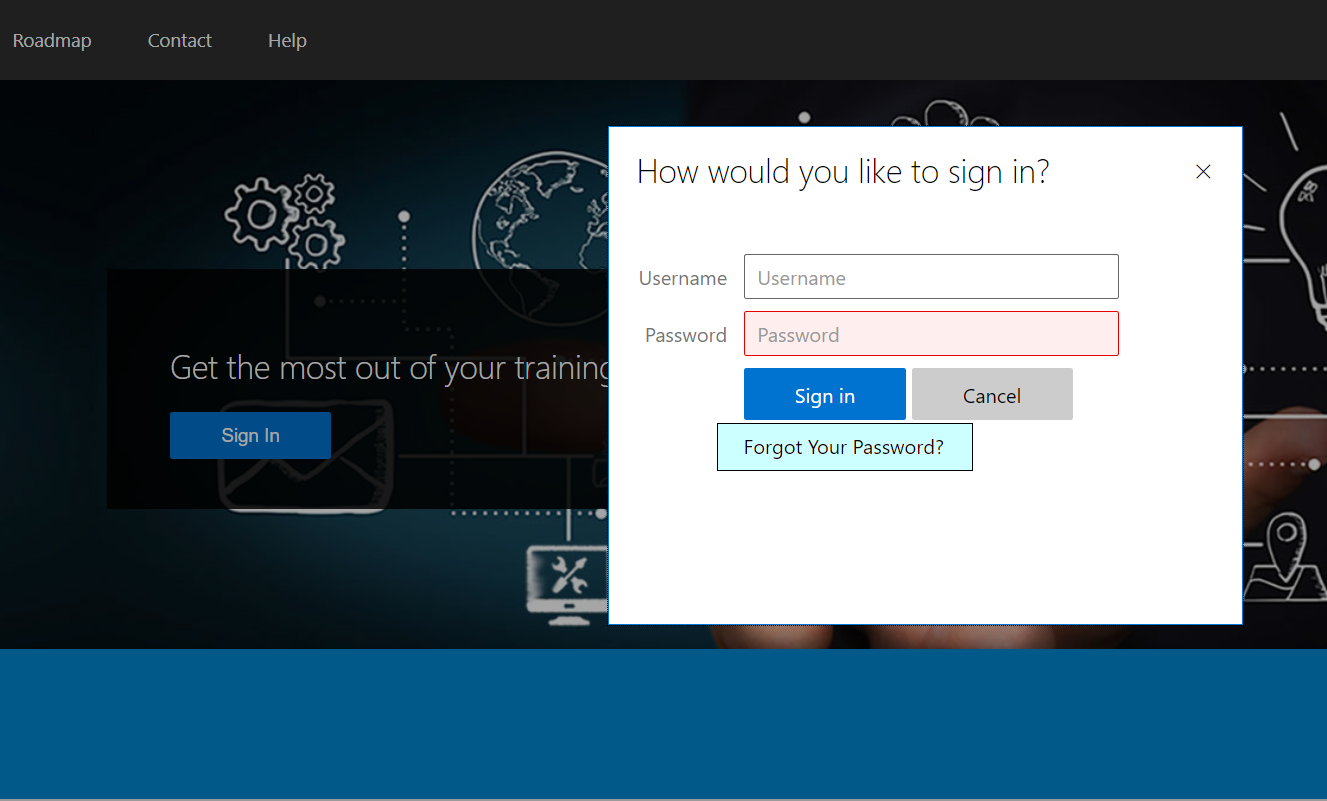 Roadmap Contact Help
How would you like to sign in?
Username Username
Password Password
Sign in Cancel
Forgot Your Password?
Get the most out of your training
Sign In